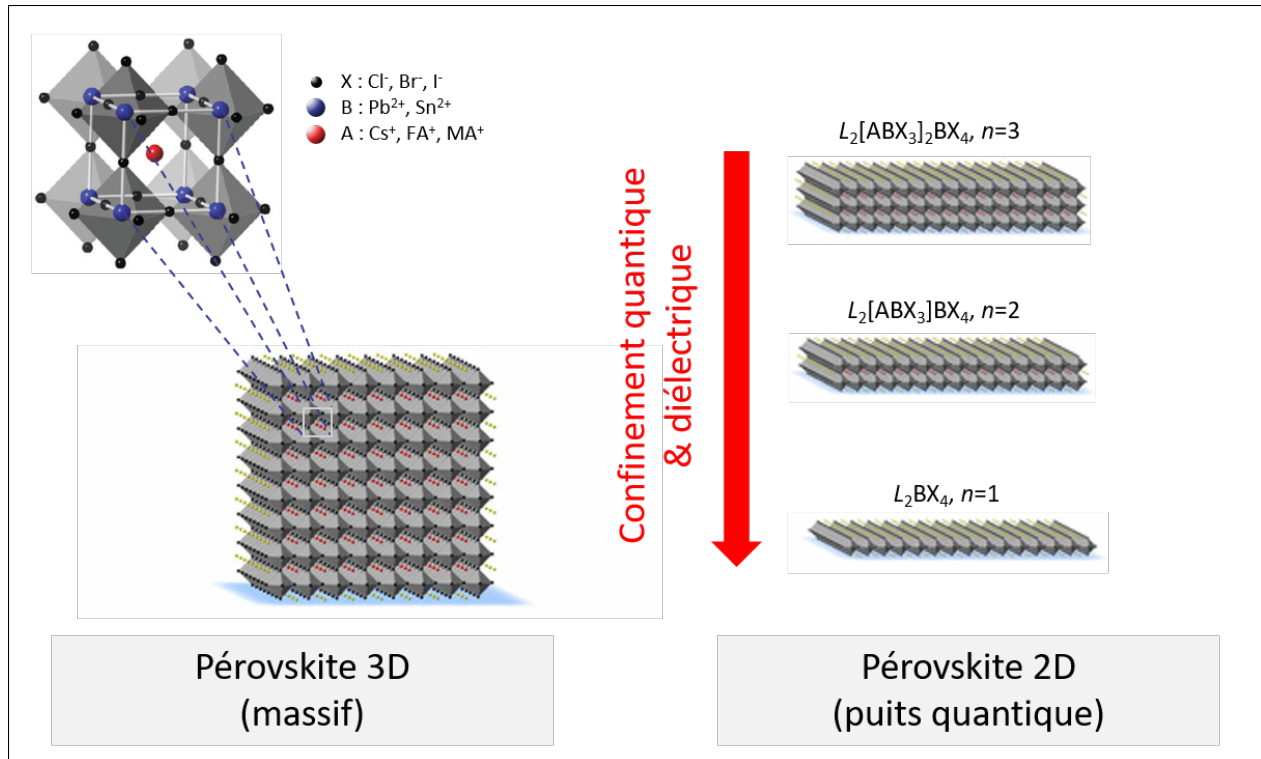 X : Cl⁻, Br⁻, I⁻
B : Pb²⁺, Sn²⁺
A : Cs⁺, FA⁺, MA⁺
Confinement quantique
& diélectrique
L₂[ABX₃]₂BX₄, n=3
L₂[ABX₃]BX₄, n=2
L₂BX₄, n=1
Pérovskite 3D
(massif)
Pérovskite 2D
(puits quantique)